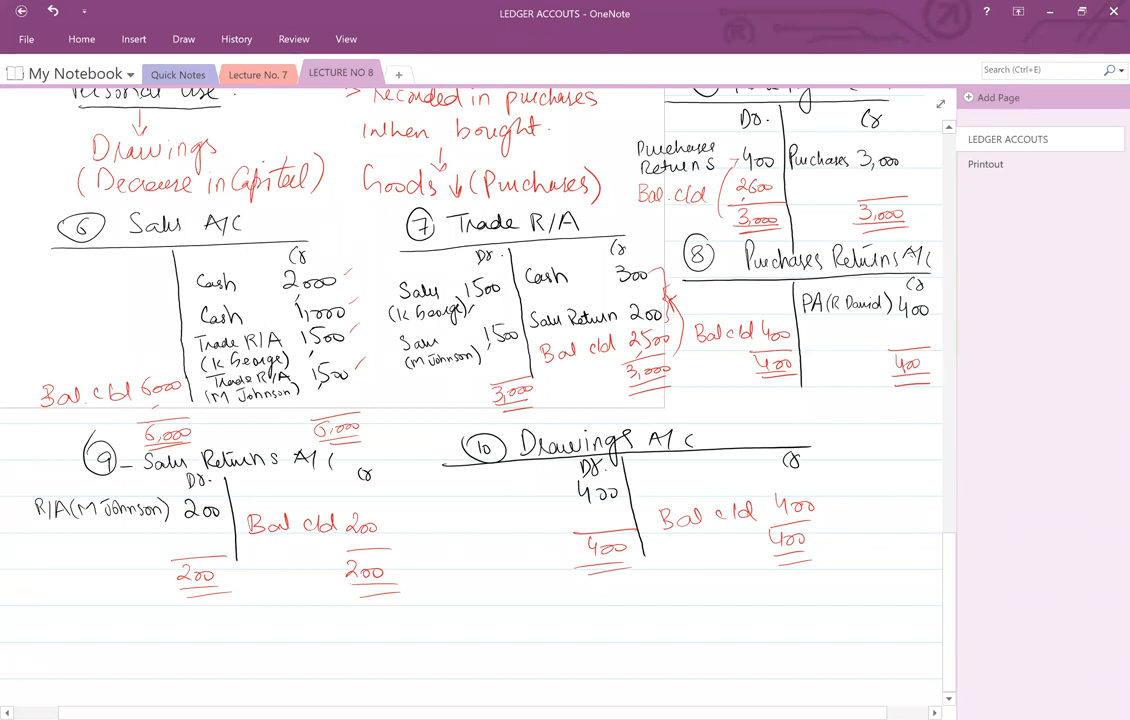 LEDGER ACCOUTS - OneNote
File Home Insert Draw History Review View
My Notebook Quick Notes Lecture No. 7 LECTURE NO 8
Search (Ctrl+E)
Add Page
LEDGER ACCOUTS
Printout
Personal use.
Drawings
(Decrease in Capital)
> Recorded in purchases
when bought.
Goods ↓ (Purchases)
Dr. Cr
Purchases
Returns 400 Purchases 3,000
Bal. c/d 2600
3,000 3,000
6 Sales A/C
Cr
Cash 2000
Cash 1,000
Trade R/A 1500
(K George)
Trade R/A 1,500
(M Johnson)
Bal. c/d 6000
6,000 6,000
7 Trade R/A
Dr. Cr
Sales 1500 Cash 300
(K George)
Sales Return 200
Sales 1500
(M Johnson)
Bal c/d 2500
3,000 3,000
8 Purchases Returns A/C
Cr
PA (R David) 400
Bal c/d 400
400 400
9 - Sales Returns A/C
Dr. Cr
R/A (M Johnson) 200
Bal c/d 200
200 200
10 Drawings A/C
Dr. Cr
400
Bal c/d 400
400 400